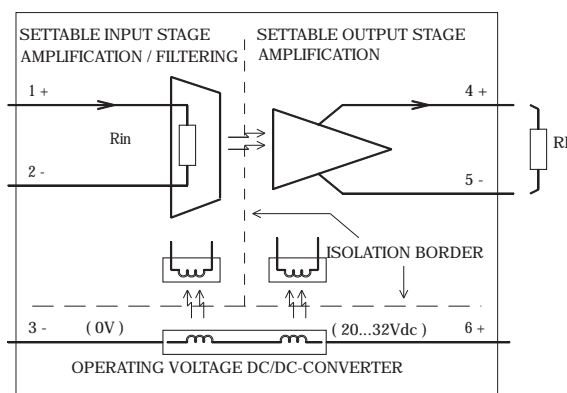 SETTABLE INPUT STAGE
AMPLIFICATION / FILTERING
SETTABLE OUTPUT STAGE
AMPLIFICATION
1 +
4 +
Rin
2 -
5 -
ISOLATION BORDER
3 -
( 0V )
( 20...32Vdc )
6 +
OPERATING VOLTAGE DC/DC-CONVERTER